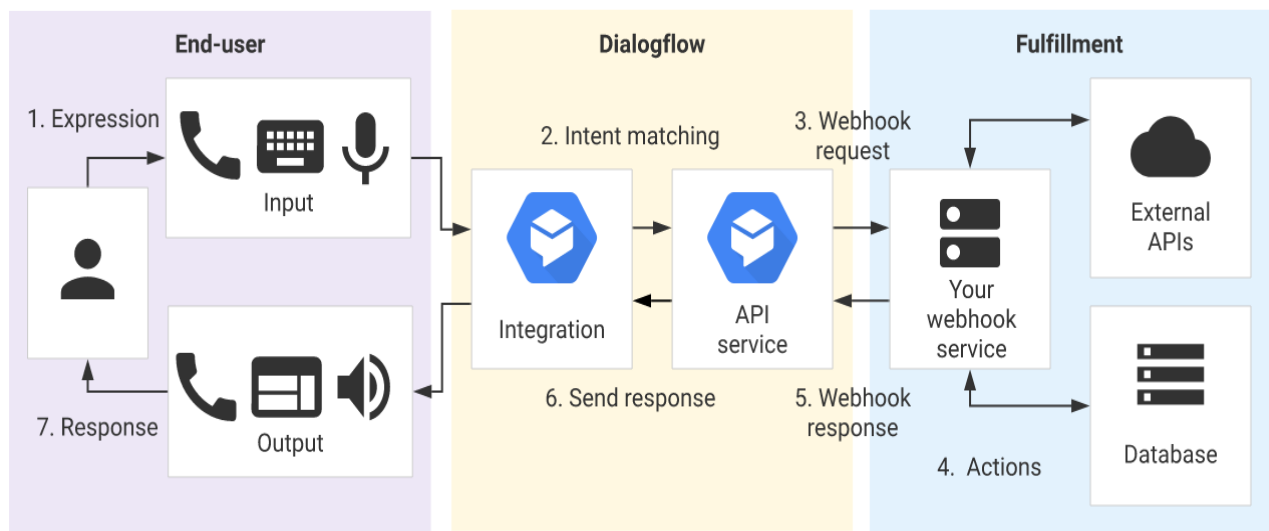 End-user
Dialogflow
Fulfillment
1. Expression
Input
2. Intent matching
3. Webhook
request
Integration
API
service
Your
webhook
service
External
APIs
Output
7. Response
6. Send response
5. Webhook
response
4. Actions
Database